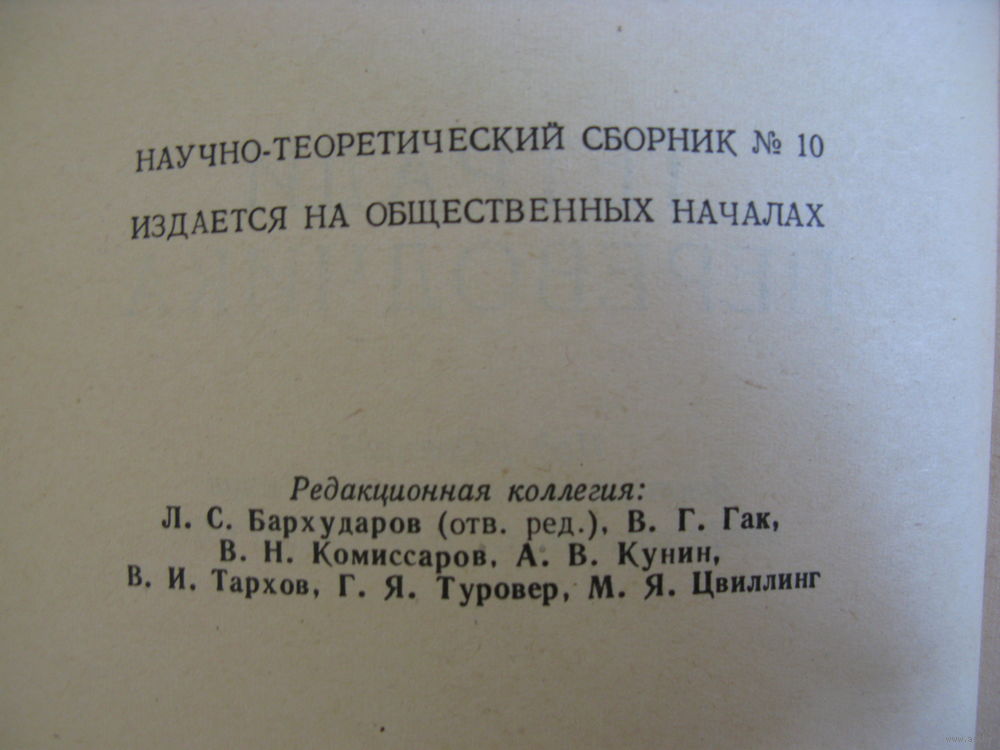 НАУЧНО-ТЕОРЕТИЧЕСКИЙ СБОРНИК № 10
ИЗДАЕТСЯ НА ОБЩЕСТВЕННЫХ НАЧАЛАХ
Редакционная коллегия:
Л. С. Бархударов (отв. ред.), В. Г. Гак,
В. Н. Комиссаров, А. В. Кунин,
В. И. Тархов, Г. Я. Туровер, М. Я. Цвиллинг